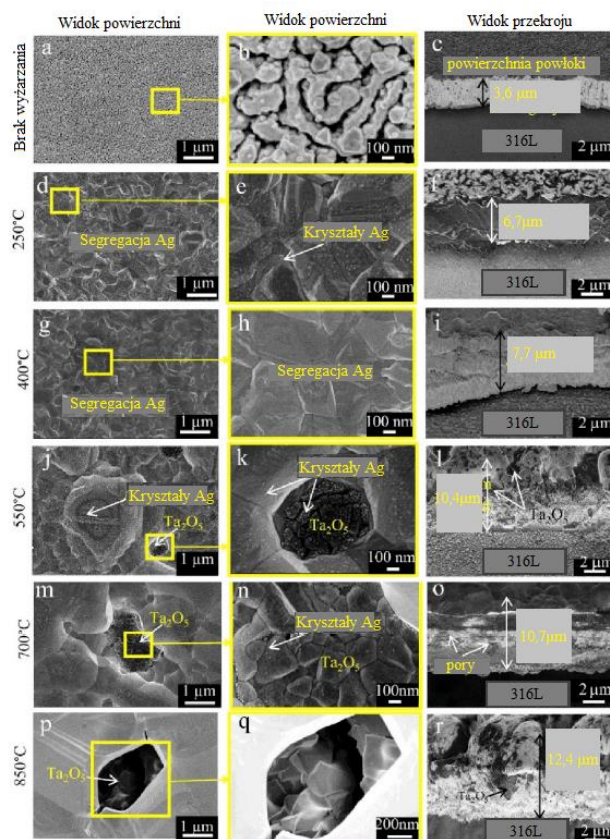 Widok powierzchni
Widok powierzchni
Widok przekroju
Brak wyżarzania
a
1 µm
b
100 nm
c
powierzchnia powłoki
3,6 µm
316L
2 µm
250°C
d
Segregacja Ag
1 µm
e
Kryształy Ag
100 nm
f
6,7µm
316L
2 µm
400°C
g
Segregacja Ag
1 µm
h
Segregacja Ag
100 nm
i
7,7 µm
316L
2 µm
550°C
j
Kryształy Ag
Ta₂O₅
1 µm
k
Kryształy Ag
Ta₂O₅
100 nm
l
10,4µm
Ta₂O₅
316L
2 µm
700°C
m
Ta₂O₅
1 µm
n
Kryształy Ag
Ta₂O₅
100nm
o
10,7µm
pory
316L
2 µm
850°C
p
Ta₂O₅
1 µm
q
200nm
r
12,4 µm
Ta₂O₅
316L
2 µm